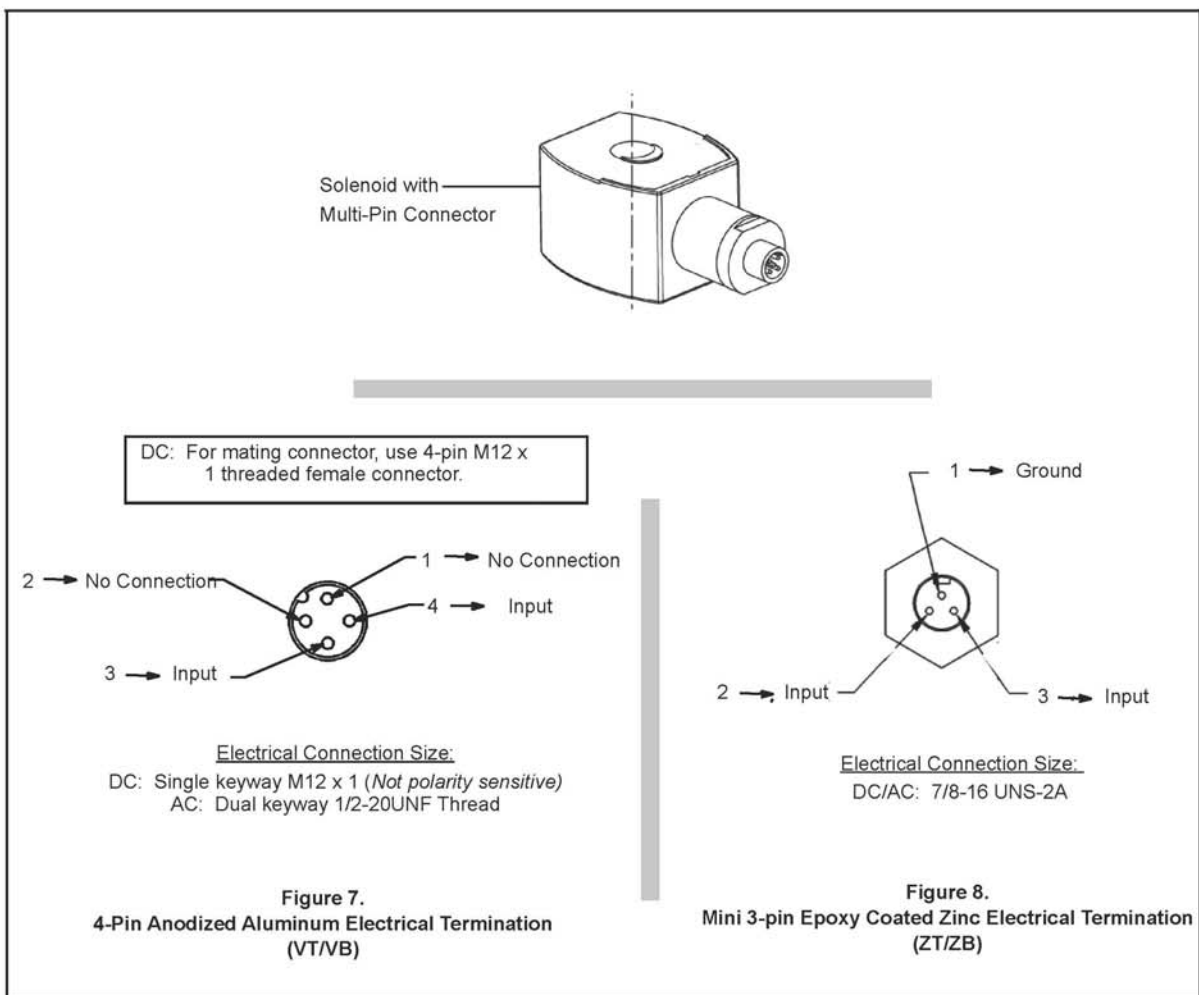 Solenoid with
Multi-Pin Connector
DC: For mating connector, use 4-pin M12 x
1 threaded female connector.
1 → No Connection
2 → No Connection
4 → Input
3 → Input
Electrical Connection Size:
DC: Single keyway M12 x 1 (Not polarity sensitive)
AC: Dual keyway 1/2-20UNF Thread
Figure 7.
4-Pin Anodized Aluminum Electrical Termination
(VT/VB)
1 → Ground
2 → Input
3 → Input
Electrical Connection Size:
DC/AC: 7/8-16 UNS-2A
Figure 8.
Mini 3-pin Epoxy Coated Zinc Electrical Termination
(ZT/ZB)